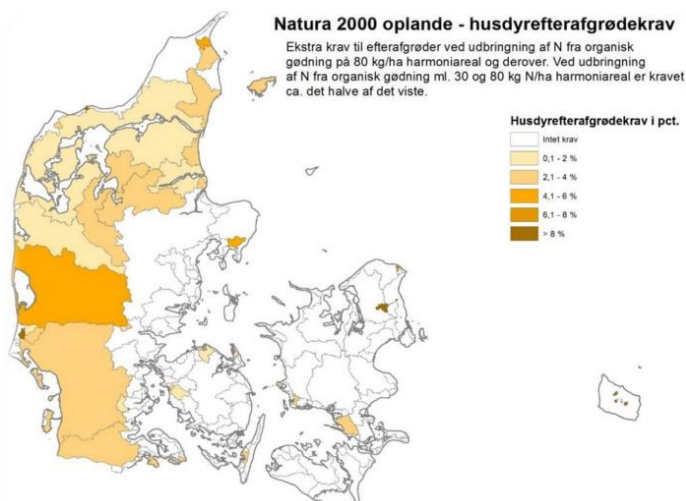 Natura 2000 oplande - husdyrefterafgrødekrav
Ekstra krav til efterafgrøder ved udbringning af N fra organisk
gødning på 80 kg/ha harmoniareal og derover. Ved udbringning
af N fra organisk gødning ml. 30 og 80 kg N/ha harmoniareal er kravet
ca. det halve af det viste.
Husdyrefterafgrødekrav i pct.
Intet krav
0,1 - 2 %
2,1 - 4 %
4,1 - 6 %
6,1 - 8 %
> 8 %